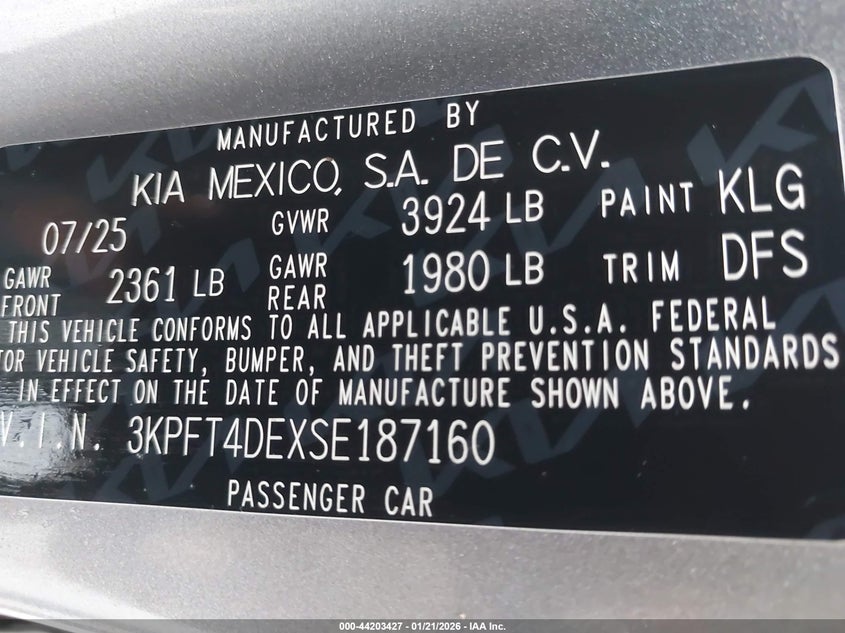 MANUFACTURED BY
KIA MEXICO, S.A. DE C.V.
07/25 GVWR 3924 LB PAINT KLG
GAWR FRONT 2361 LB GAWR REAR 1980 LB TRIM DFS
THIS VEHICLE CONFORMS TO ALL APPLICABLE U.S.A. FEDERAL
TOR VEHICLE SAFETY, BUMPER, AND THEFT PREVENTION STANDARDS
IN EFFECT ON THE DATE OF MANUFACTURE SHOWN ABOVE.
V.I.N. 3KPFT4DEXSE187160
PASSENGER CAR
000-44203427 - 01/21/2026 - IAA Inc.